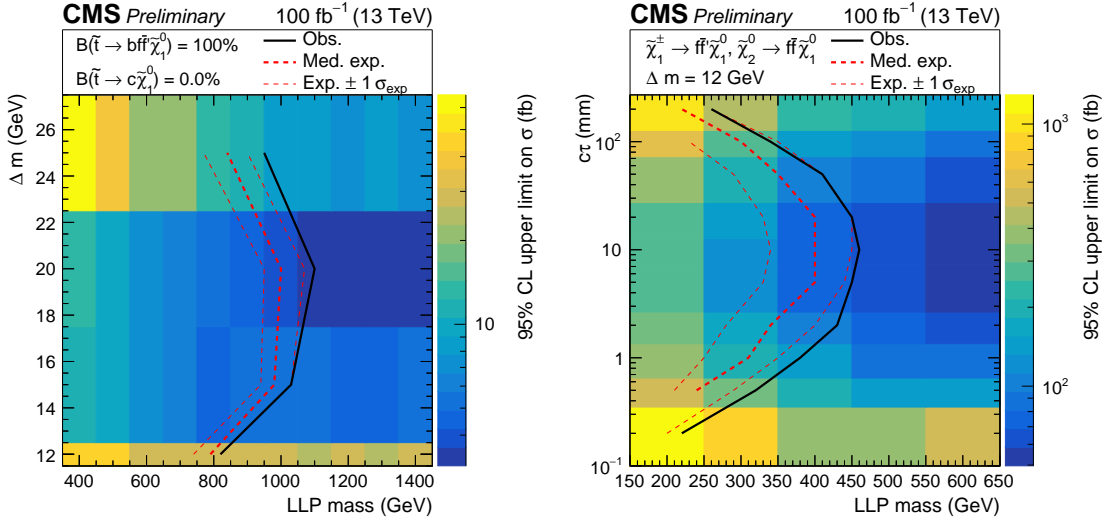 CMS Preliminary 100 fb⁻¹ (13 TeV)
B(t̃ → bff̄'χ̃₁⁰) = 100%
B(t̃ → cχ̃₁⁰) = 0.0%
Obs.
Med. exp.
Exp. ± 1 σ_exp
Δ m (GeV)
26
24
22
20
18
16
14
12
400 600 800 1000 1200 1400
LLP mass (GeV)
10
95% CL upper limit on σ (fb)
CMS Preliminary 100 fb⁻¹ (13 TeV)
χ̃₁± → ff̄'χ̃₁⁰, χ̃₂⁰ → ff̄χ̃₁⁰
Δ m = 12 GeV
Obs.
Med. exp.
Exp. ± 1 σ_exp
cτ (mm)
10²
10
1
10⁻¹
150 200 250 300 350 400 450 500 550 600 650
LLP mass (GeV)
10³
10²
95% CL upper limit on σ (fb)